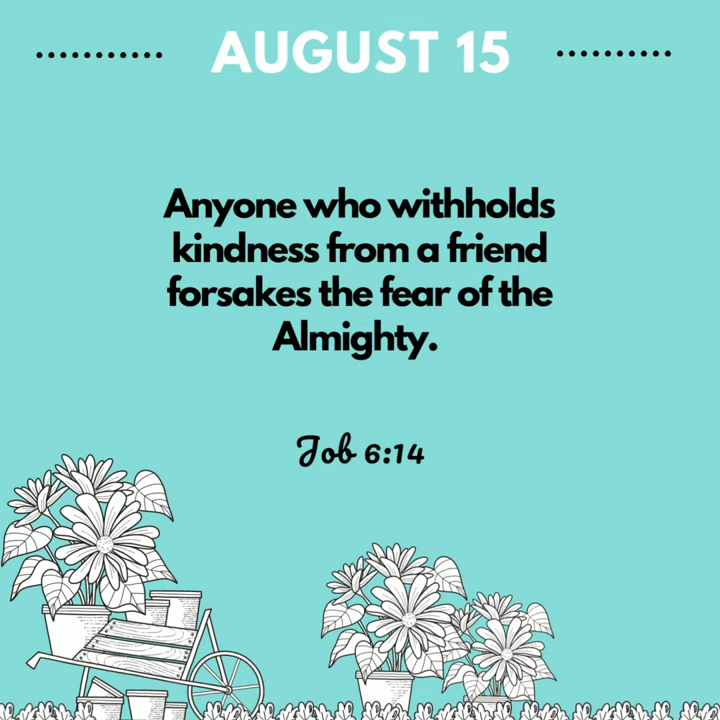 AUGUST 15
Anyone who withholds
kindness from a friend
forsakes the fear of the
Almighty.
Job 6:14